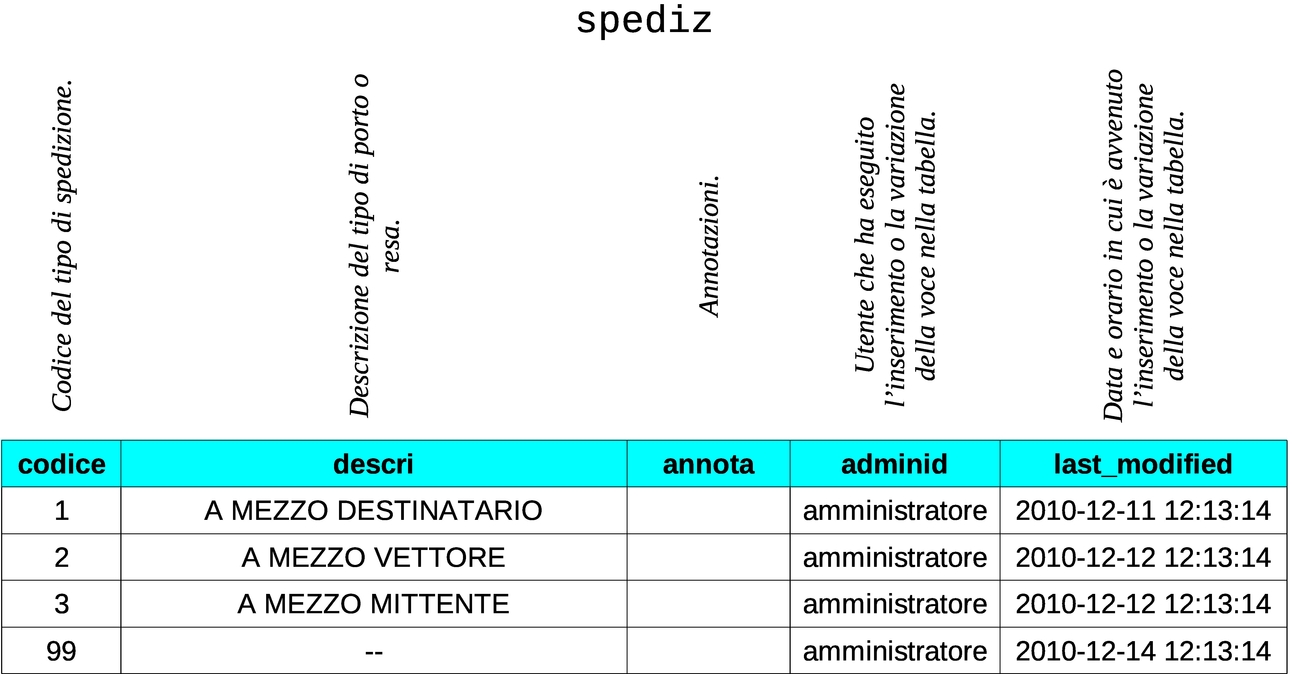 spediz
Codice del tipo di spedizione.
Descrizione del tipo di porto o
resa.
Annotazioni.
Utente che ha eseguito
l’inserimento o la variazione
della voce nella tabella.
Data e orario in cui è avvenuto
l’inserimento o la variazione
della voce nella tabella.
codice descri annota adminid last_modified
1 A MEZZO DESTINATARIO amministratore 2010-12-11 12:13:14
2 A MEZZO VETTORE amministratore 2010-12-12 12:13:14
3 A MEZZO MITTENTE amministratore 2010-12-12 12:13:14
99 -- amministratore 2010-12-14 12:13:14